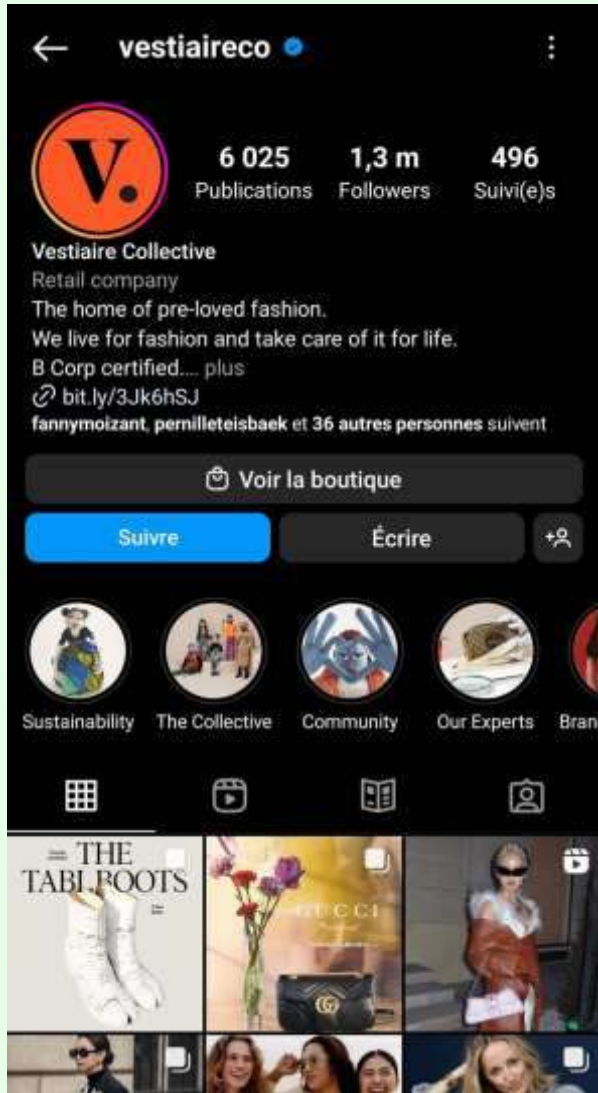 vestiaireco
V.
6 025 1,3 m 496
Publications Followers Suivi(e)s
Vestiaire Collective
Retail company
The home of pre-loved fashion.
We live for fashion and take care of it for life.
B Corp certified.... plus
bit.ly/3Jk6hSJ
fannymoizant, pernilleteisbaek et 36 autres personnes suivent
Voir la boutique
Suivre Écrire
Sustainability The Collective Community Our Experts Bran
THE
TABI BOOTS
GUCCI